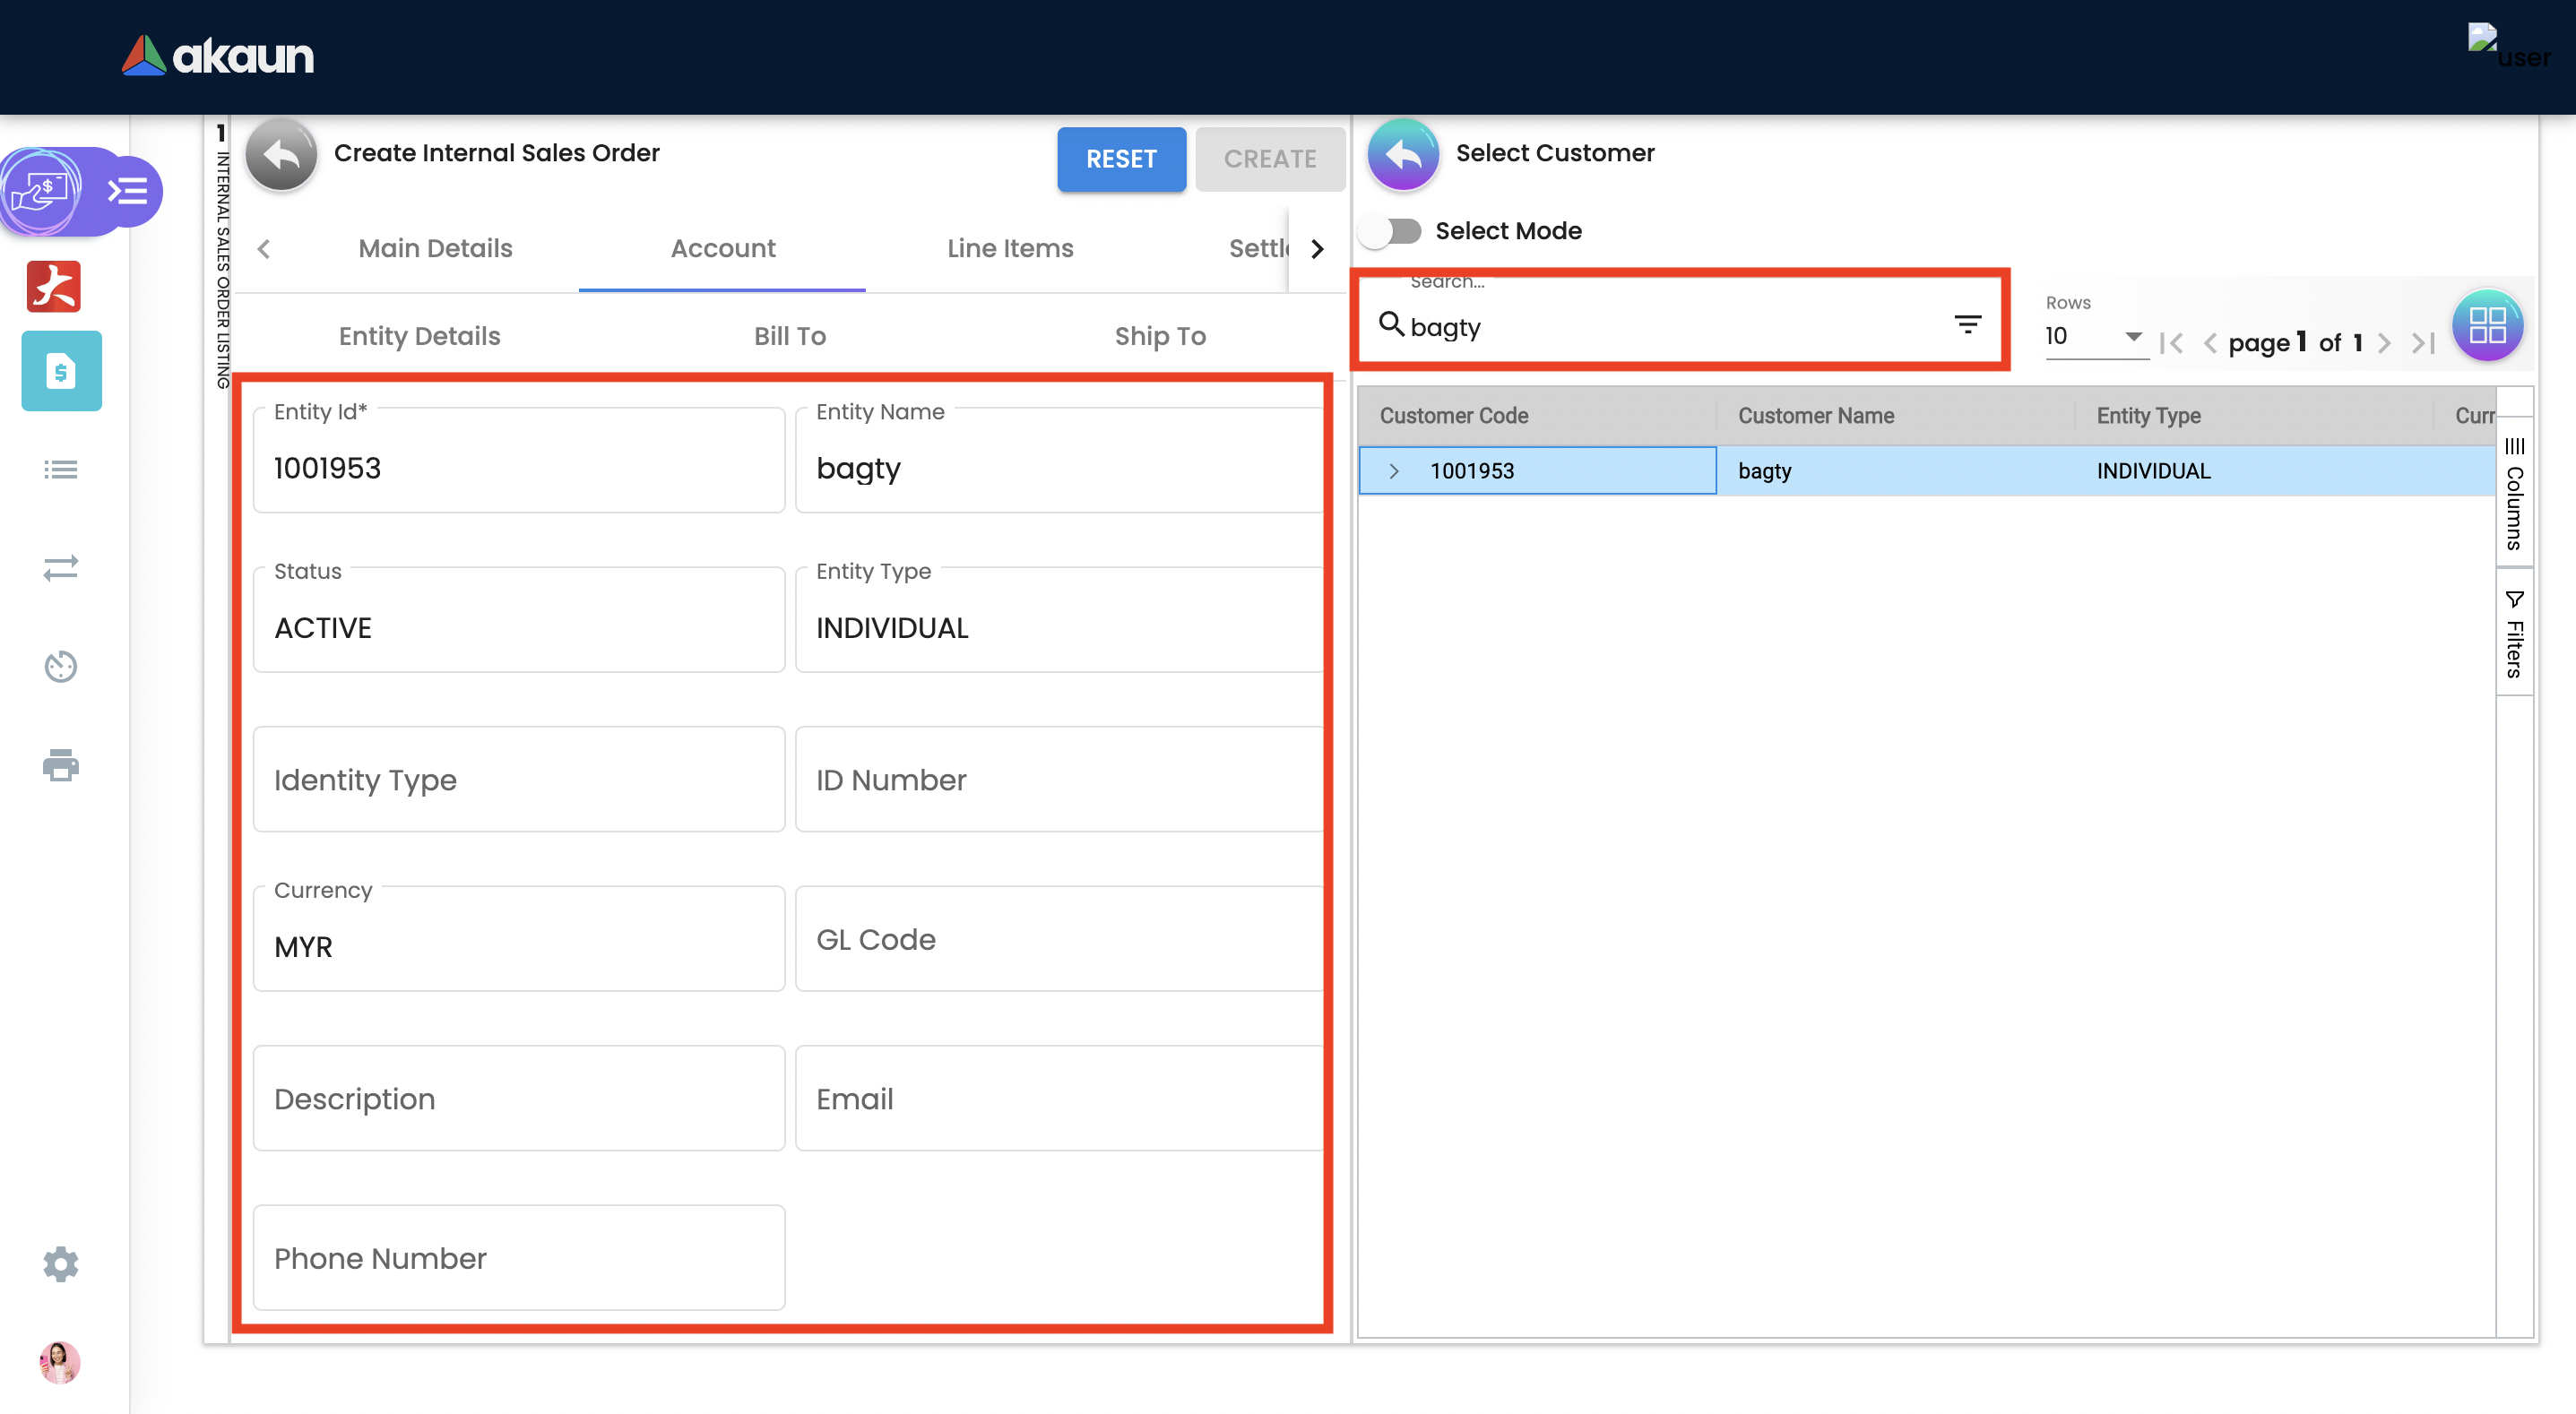 akaun
user
1 INTERNAL SALES ORDER LISTING
Create Internal Sales Order
RESET
CREATE
Main Details
Account
Line Items
Settl
Entity Details
Bill To
Ship To
Entity Id*
1001953
Entity Name
bagty
Status
ACTIVE
Entity Type
INDIVIDUAL
Identity Type
ID Number
Currency
MYR
GL Code
Description
Email
Phone Number
Select Customer
Select Mode
Search...
bagty
Rows
10
page 1 of 1
Customer Code
Customer Name
Entity Type
Curr
1001953
bagty
INDIVIDUAL
Columns
Filters